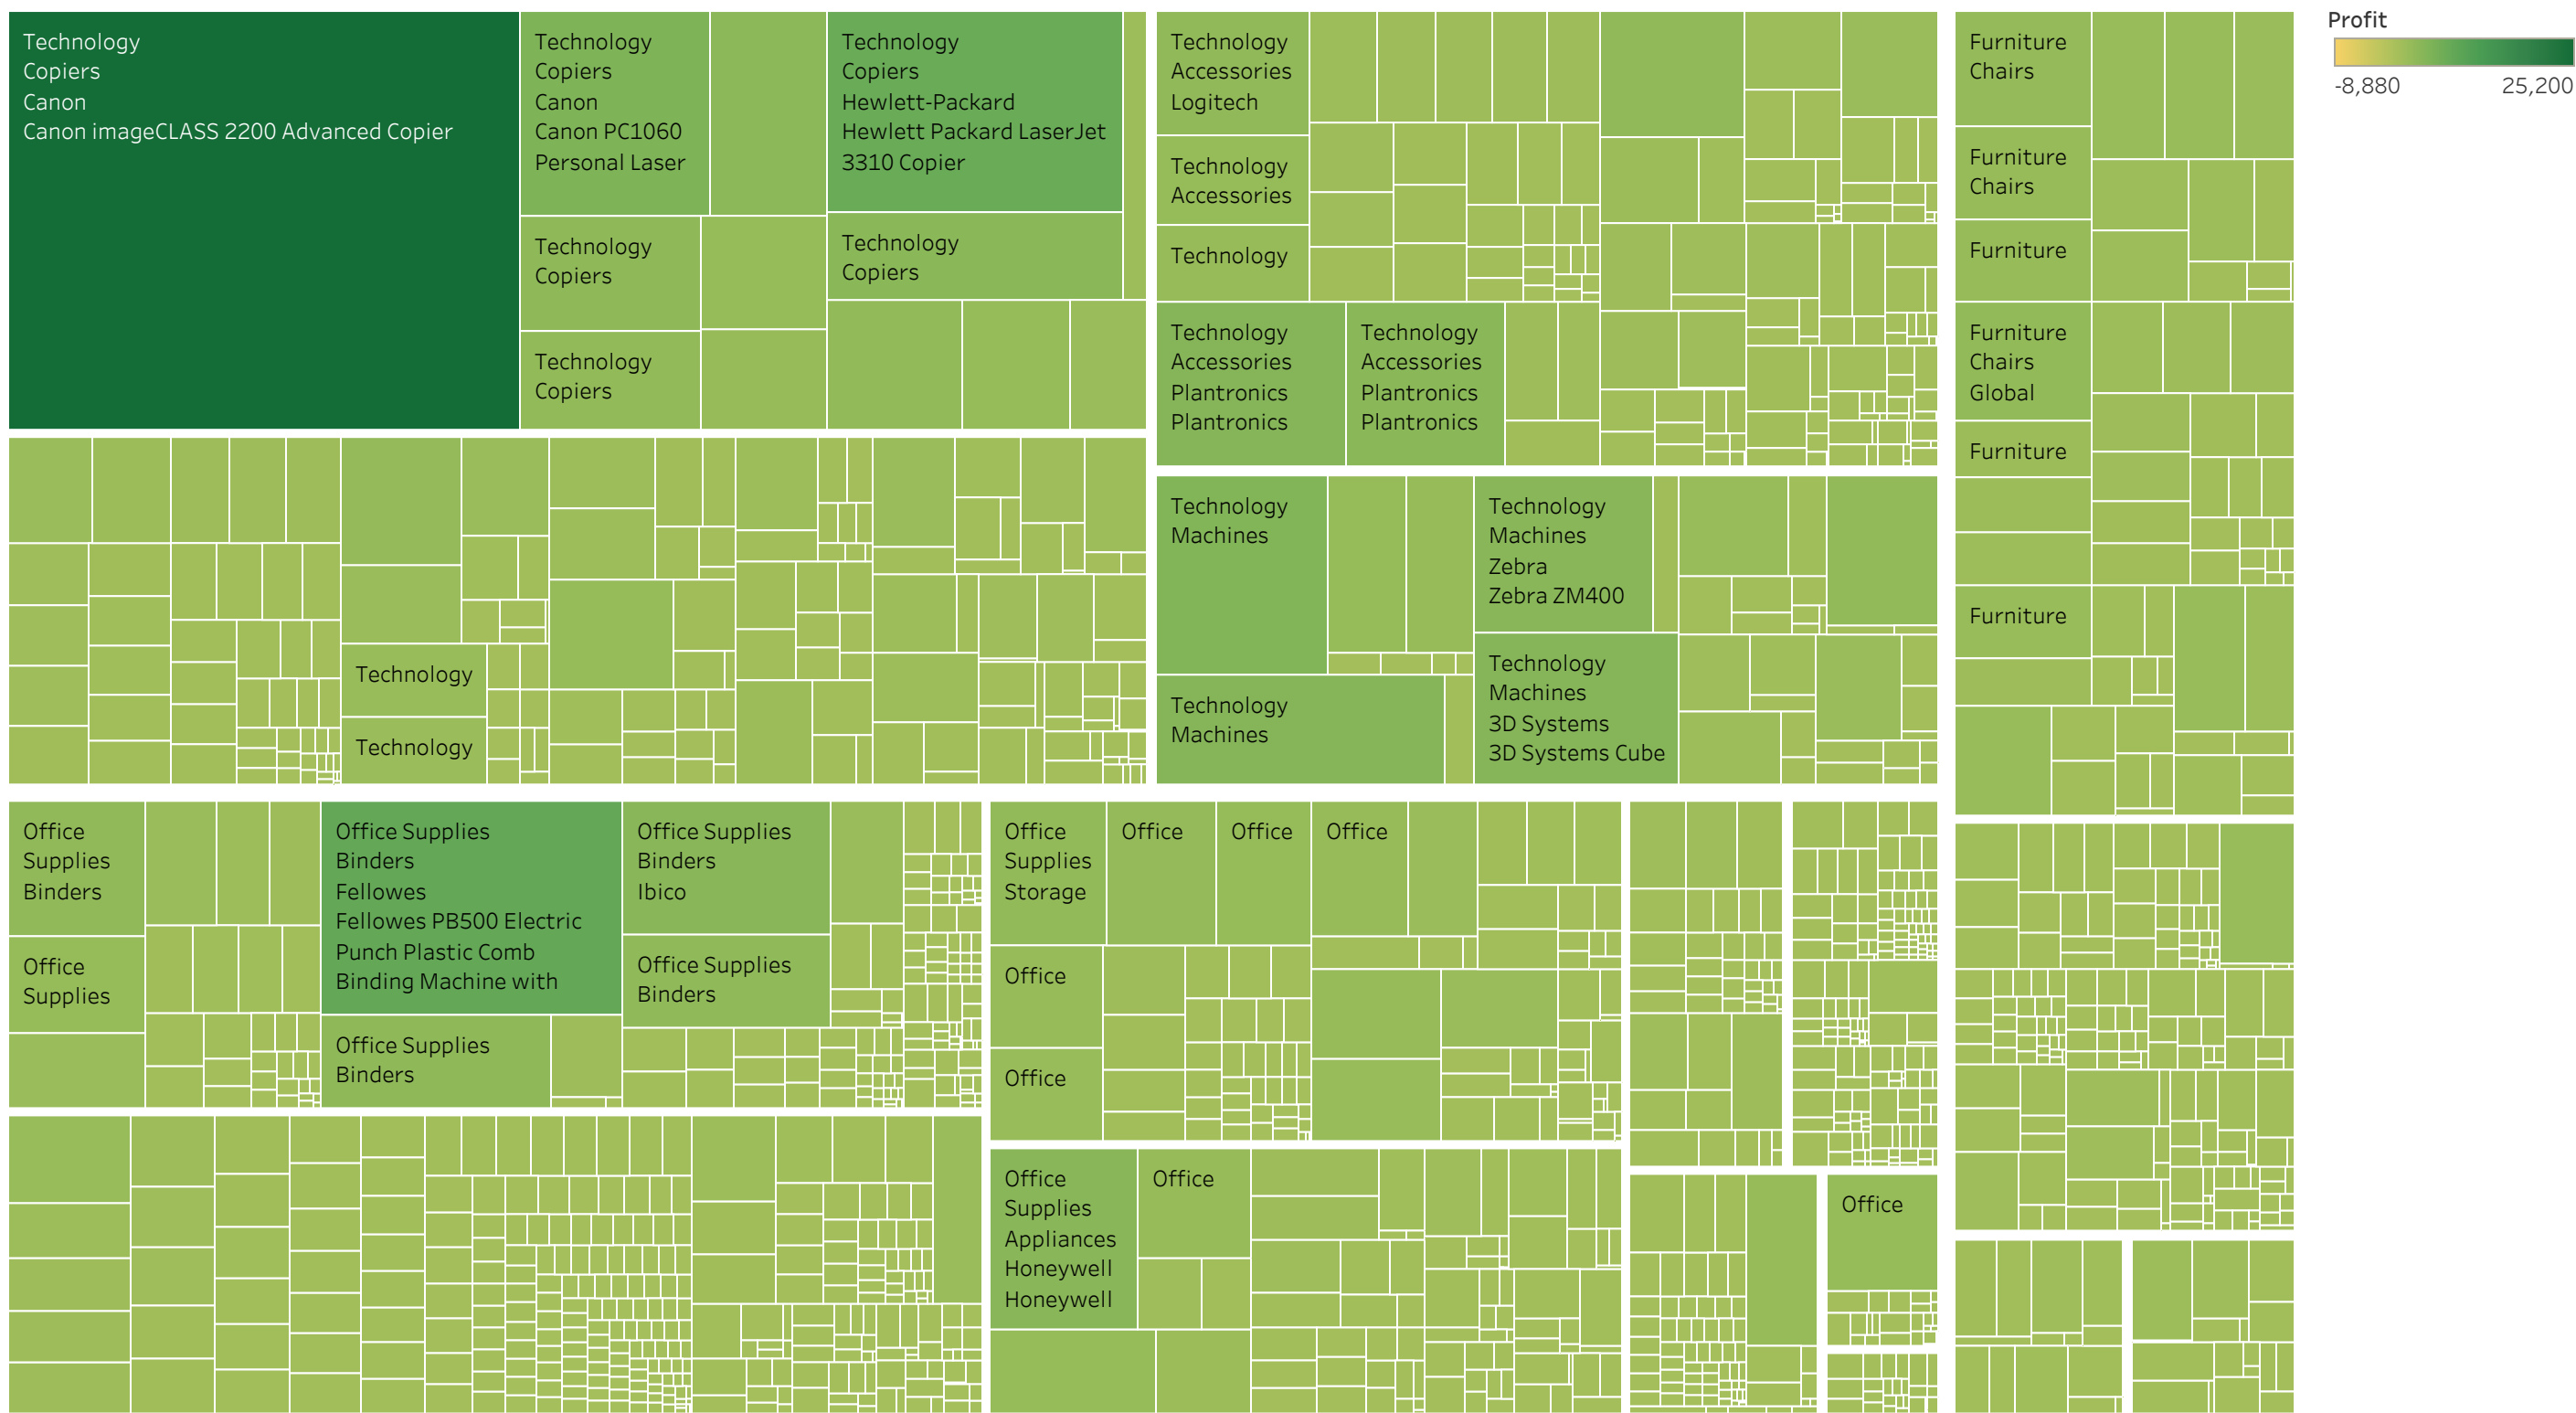 Technology
Copiers
Canon
Canon imageCLASS 2200 Advanced Copier
Technology
Copiers
Canon
Canon PC1060
Personal Laser
Technology
Copiers
Hewlett-Packard
Hewlett Packard LaserJet
3310 Copier
Technology
Copiers
Technology
Copiers
Technology
Copiers
Technology
Technology
Technology
Accessories
Logitech
Technology
Accessories
Technology
Technology
Accessories
Plantronics
Plantronics
Technology
Accessories
Plantronics
Plantronics
Technology
Machines
Technology
Machines
Technology
Machines
Zebra
Zebra ZM400
Technology
Machines
3D Systems
3D Systems Cube
Furniture
Chairs
Furniture
Chairs
Furniture
Furniture
Chairs
Global
Furniture
Furniture
Office
Supplies
Binders
Office
Supplies
Office Supplies
Binders
Fellowes
Fellowes PB500 Electric
Punch Plastic Comb
Binding Machine with
Office Supplies
Binders
Office Supplies
Binders
Ibico
Office Supplies
Binders
Office
Supplies
Storage
Office
Office
Office
Office
Office
Office
Supplies
Appliances
Honeywell
Honeywell
Office
Office
Profit
-8,880
25,200